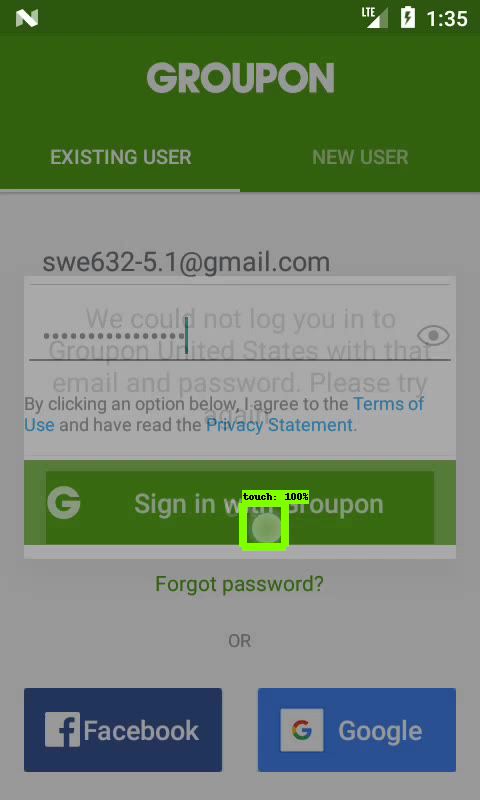 LTE 1:35
GROUPON
EXISTING USER NEW USER
swe632-5.1@gmail.com
We could not log you in to
Groupon United States with that
email and password. Please try
again.
By clicking an option below, I agree to the Terms of
Use and have read the Privacy Statement.
touch: 100%
G Sign in with Groupon
Forgot password?
OR
f Facebook
G Google